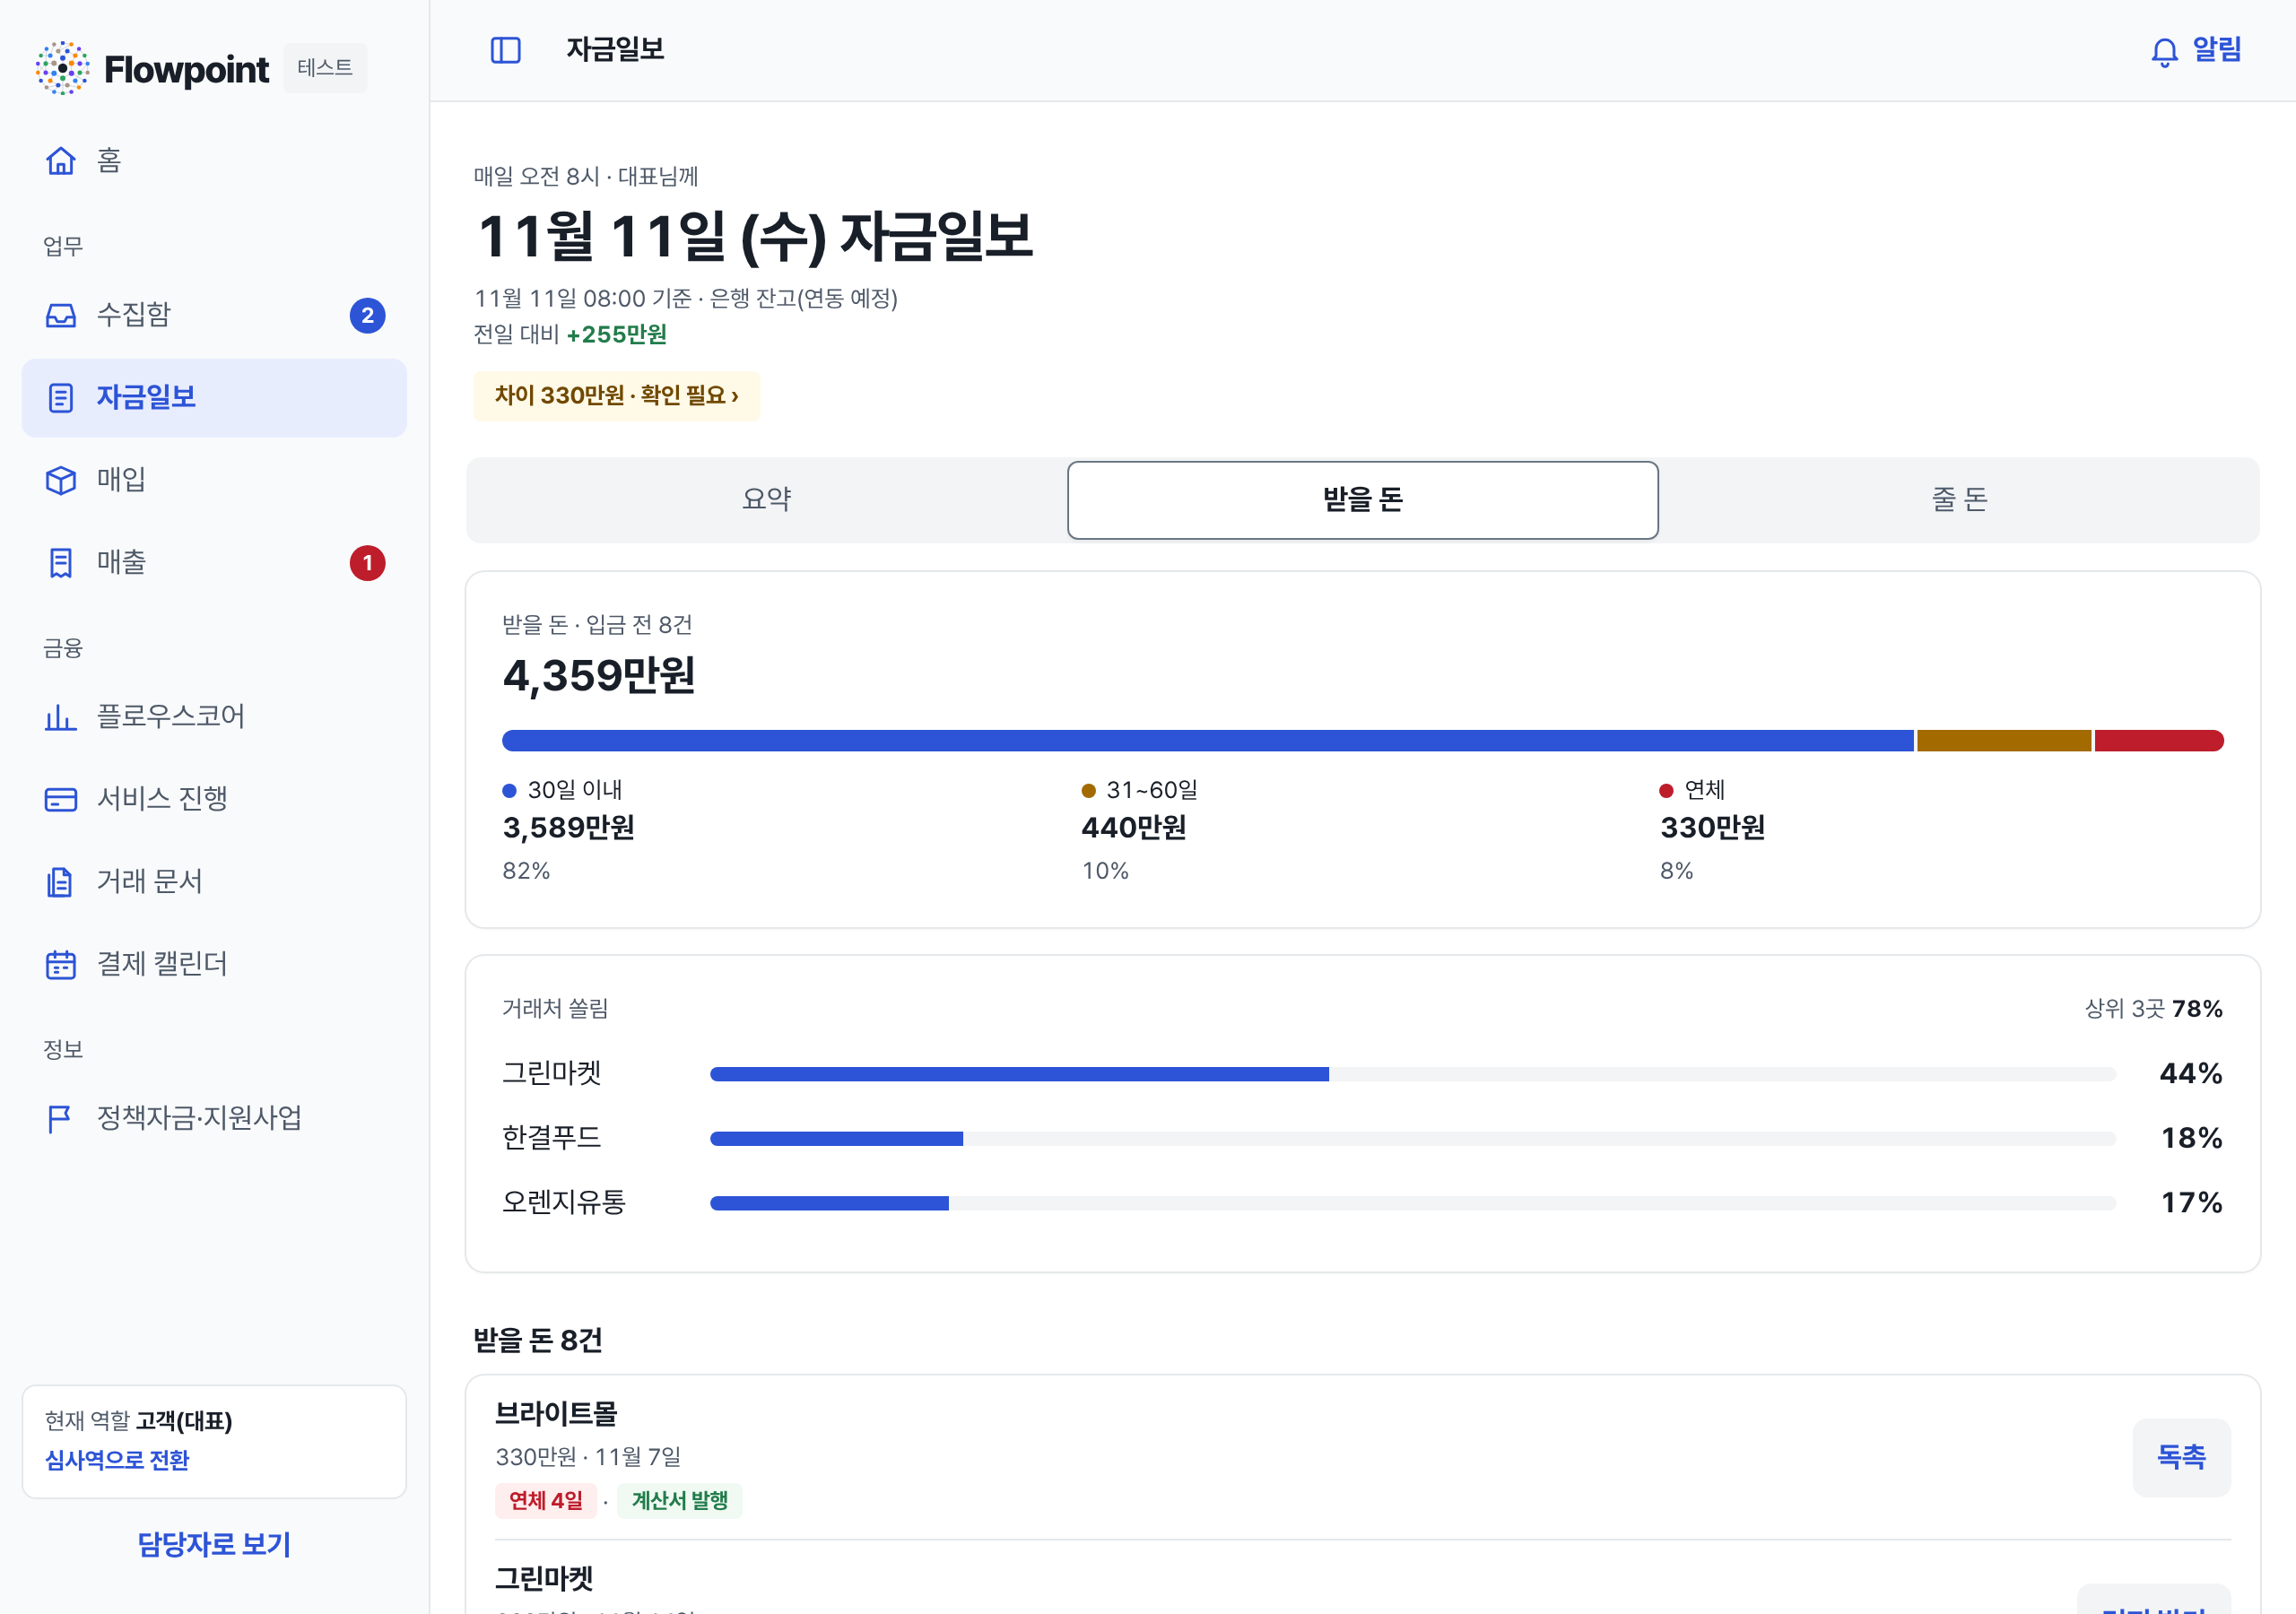 Flowpoint 테스트
홈
업무
수집함 2
자금일보
매입
매출 1
금융
플로우스코어
서비스 진행
거래 문서
결제 캘린더
정보
정책자금·지원사업
현재 역할 고객(대표)
심사역으로 전환
담당자로 보기
자금일보
알림
매일 오전 8시 · 대표님께
11월 11일 (수) 자금일보
11월 11일 08:00 기준 · 은행 잔고(연동 예정)
전일 대비 +255만원
차이 330만원 · 확인 필요 ›
요약 받을 돈 줄 돈
받을 돈 · 입금 전 8건
4,359만원
30일 이내 31~60일 연체
3,589만원 440만원 330만원
82% 10% 8%
거래처 쏠림 상위 3곳 78%
그린마켓 44%
한결푸드 18%
오렌지유통 17%
받을 돈 8건
브라이트몰
330만원 · 11월 7일
연체 4일 · 계산서 발행
독촉
그린마켓